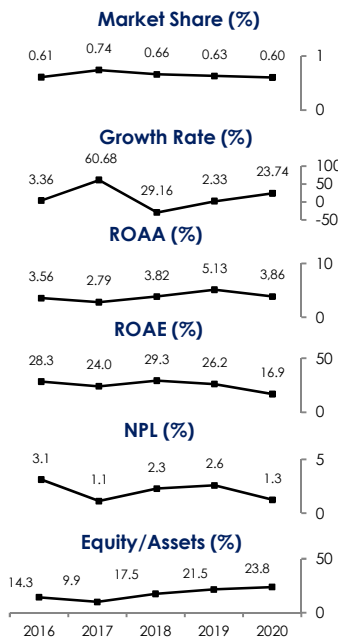 Market Share (%)
0.61 0.74 0.66 0.63 0.60
1
0
Growth Rate (%)
3.36 60.68 29.16 2.33 23.74
100
50
0
-50
ROAA (%)
3.56 2.79 3.82 5.13 3.86
10
0
ROAE (%)
28.3 24.0 29.3 26.2 16.9
50
0
NPL (%)
3.1 1.1 2.3 2.6 1.3
5
0
Equity/Assets (%)
14.3 9.9 17.5 21.5 23.8
50
0
2016 2017 2018 2019 2020